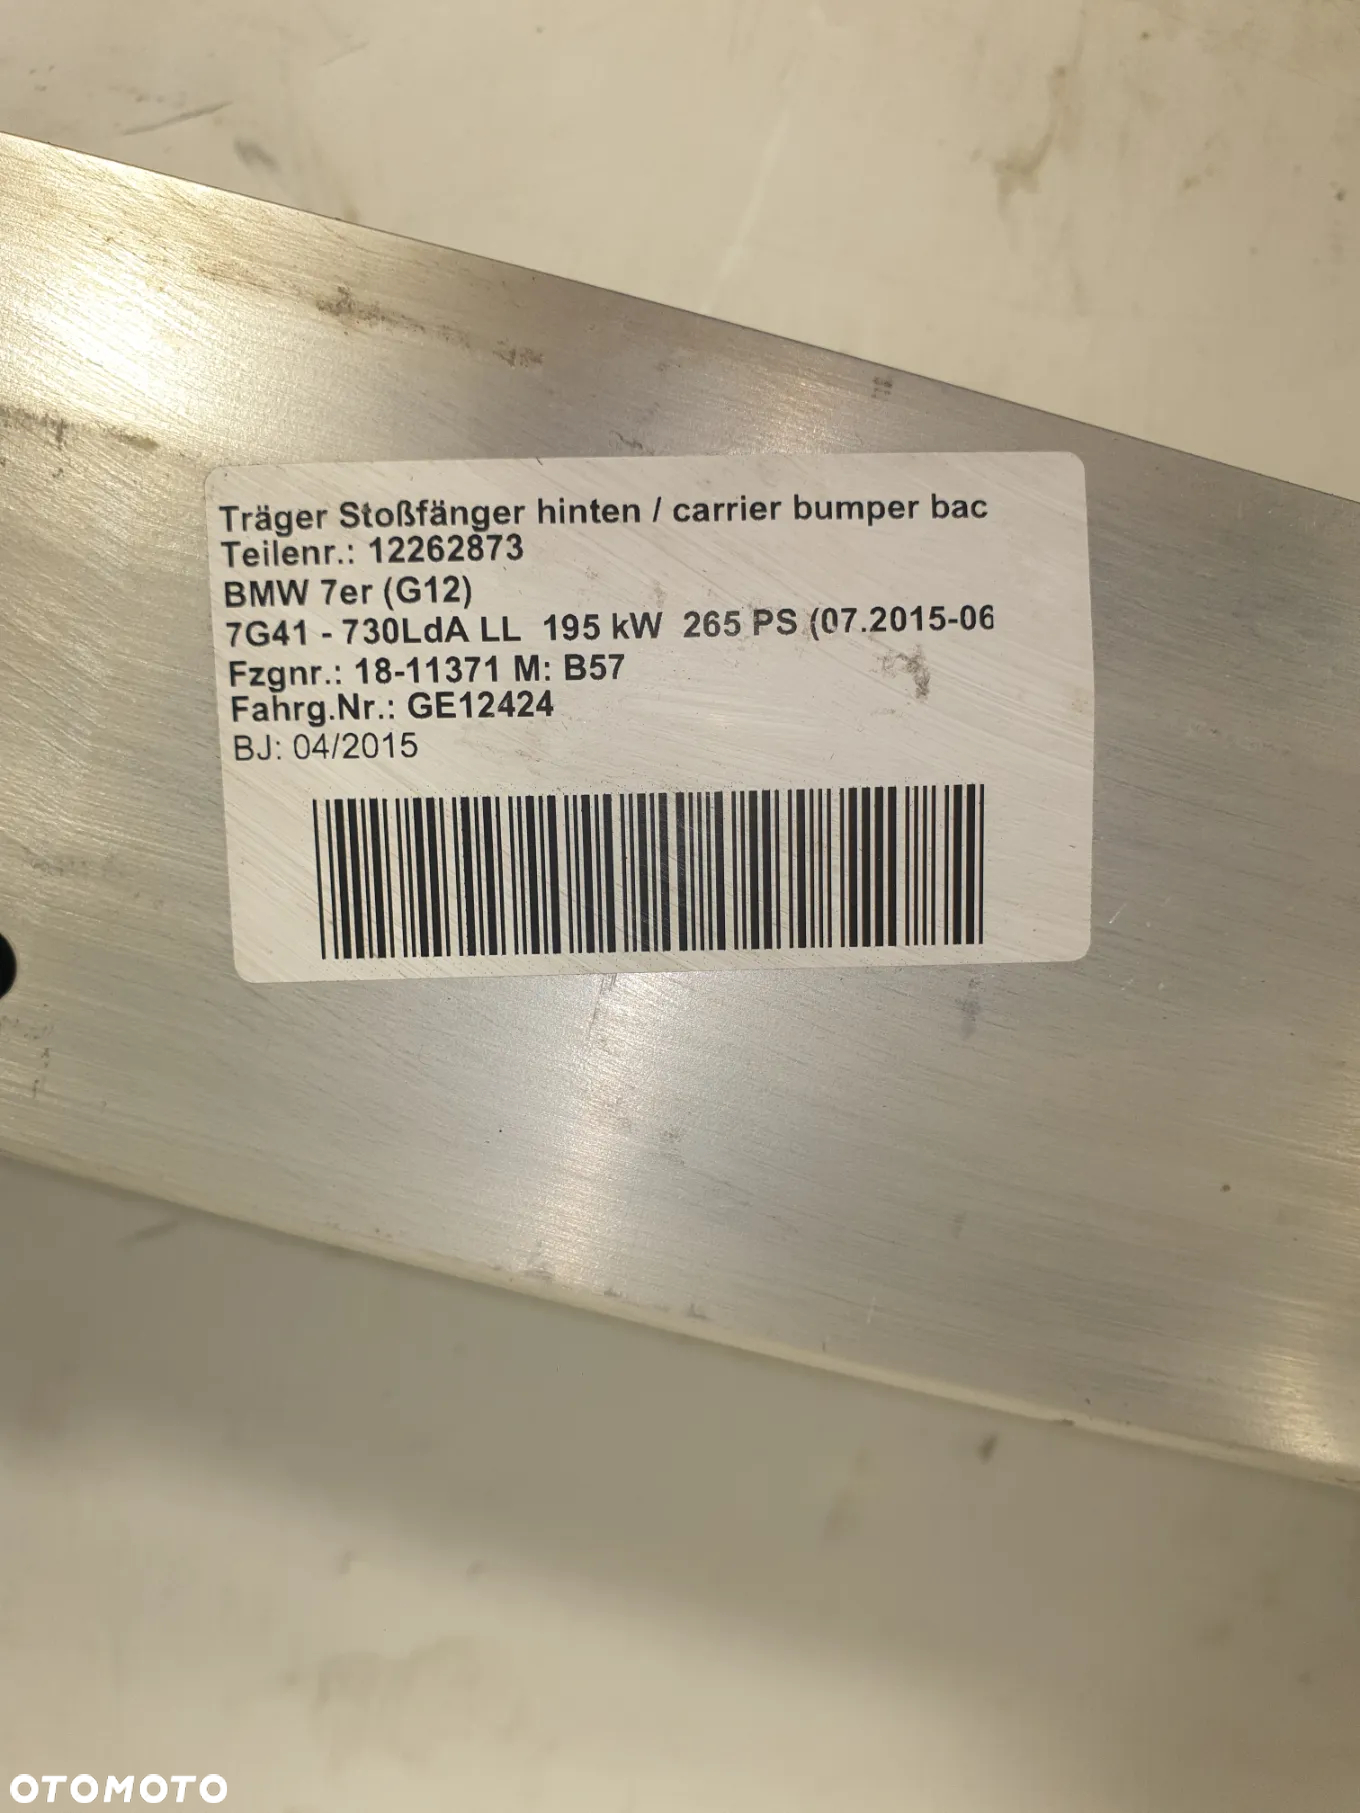 Träger Stoßfänger hinten / carrier bumper bac
Teilenr.: 12262873
BMW 7er (G12)
7G41 - 730LdA LL 195 kW 265 PS (07.2015-06
Fzgnr.: 18-11371 M: B57
Fahrg.Nr.: GE12424
BJ: 04/2015
OTOMOTO